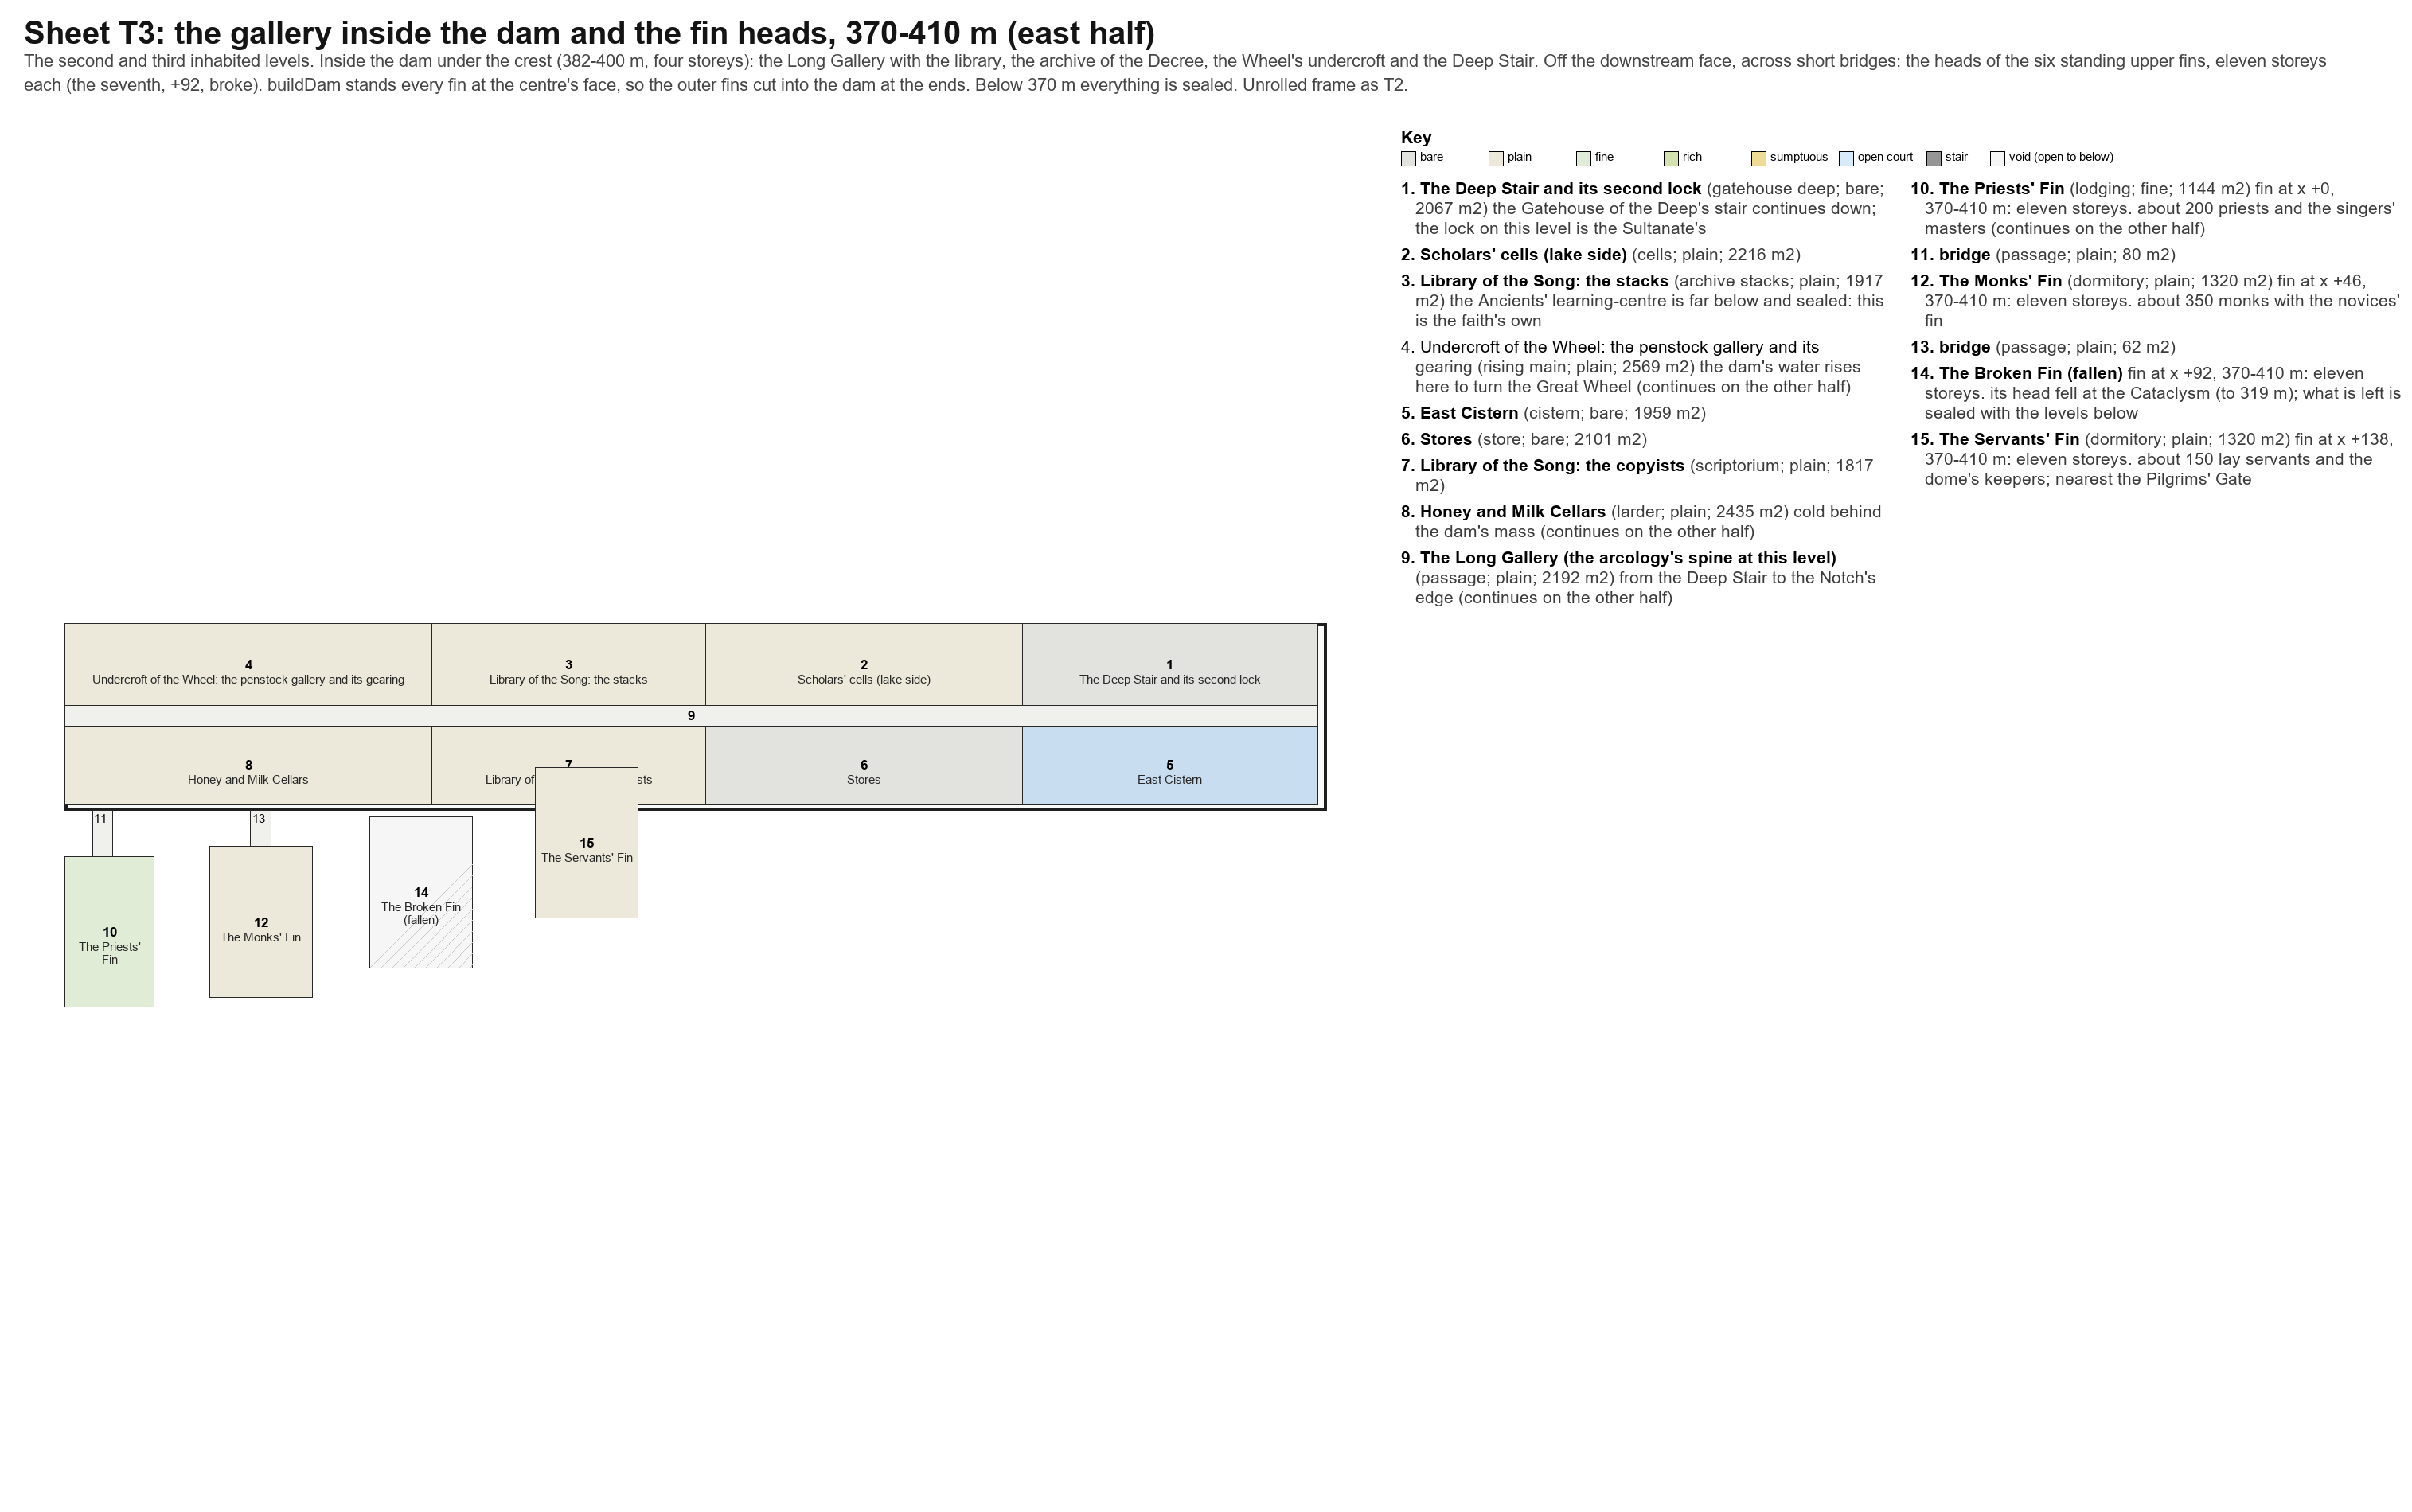 Sheet T3: the gallery inside the dam and the fin heads, 370-410 m (east half)
The second and third inhabited levels. Inside the dam under the crest (382-400 m, four storeys): the Long Gallery with the library, the archive of the Decree, the Wheel's undercroft and the Deep Stair. Off the downstream face, across short bridges: the heads of the six standing upper fins, eleven storeys
each (the seventh, +92, broke). buildDam stands every fin at the centre's face, so the outer fins cut into the dam at the ends. Below 370 m everything is sealed. Unrolled frame as T2.
Key
bare plain fine rich sumptuous open court stair void (open to below)
1. The Deep Stair and its second lock (gatehouse deep; bare;
2067 m2) the Gatehouse of the Deep's stair continues down;
the lock on this level is the Sultanate's
2. Scholars' cells (lake side) (cells; plain; 2216 m2)
3. Library of the Song: the stacks (archive stacks; plain; 1917
m2) the Ancients' learning-centre is far below and sealed: this
is the faith's own
4. Undercroft of the Wheel: the penstock gallery and its
gearing (rising main; plain; 2569 m2) the dam's water rises
here to turn the Great Wheel (continues on the other half)
5. East Cistern (cistern; bare; 1959 m2)
6. Stores (store; bare; 2101 m2)
7. Library of the Song: the copyists (scriptorium; plain; 1817
m2)
8. Honey and Milk Cellars (larder; plain; 2435 m2) cold behind
the dam's mass (continues on the other half)
9. The Long Gallery (the arcology's spine at this level)
(passage; plain; 2192 m2) from the Deep Stair to the Notch's
edge (continues on the other half)
10. The Priests' Fin (lodging; fine; 1144 m2) fin at x +0,
370-410 m: eleven storeys. about 200 priests and the singers'
masters (continues on the other half)
11. bridge (passage; plain; 80 m2)
12. The Monks' Fin (dormitory; plain; 1320 m2) fin at x +46,
370-410 m: eleven storeys. about 350 monks with the novices'
fin
13. bridge (passage; plain; 62 m2)
14. The Broken Fin (fallen) fin at x +92, 370-410 m: eleven
storeys. its head fell at the Cataclysm (to 319 m); what is left is
sealed with the levels below
15. The Servants' Fin (dormitory; plain; 1320 m2) fin at x +138,
370-410 m: eleven storeys. about 150 lay servants and the
dome's keepers; nearest the Pilgrims' Gate
4
Undercroft of the Wheel: the penstock gallery and its gearing
3
Library of the Song: the stacks
2
Scholars' cells (lake side)
1
The Deep Stair and its second lock
9
8
Honey and Milk Cellars
7
Library of sts
6
Stores
5
East Cistern
11
13
15
The Servants' Fin
14
The Broken Fin
(fallen)
12
The Monks' Fin
10
The Priests'
Fin